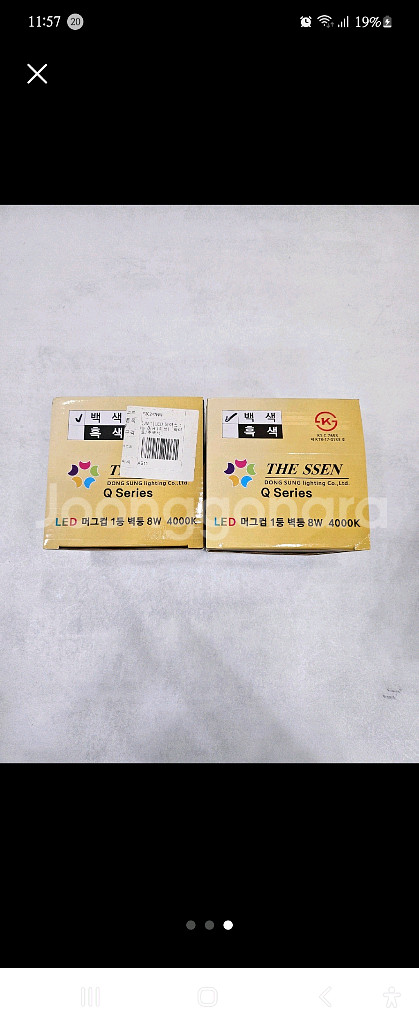 11:57
20
19%
백 색
흑 색
백 색
흑 색
THE SSEN
DONG SUNG lighting Co.,Ltd.
Q Series
LED 머그컵 1등 벽등 8W 4000K
DONG SUNG lighting Co.,Ltd.
Q Series
LED 머그컵 1등 벽등 8W 4000K
Joonggonara